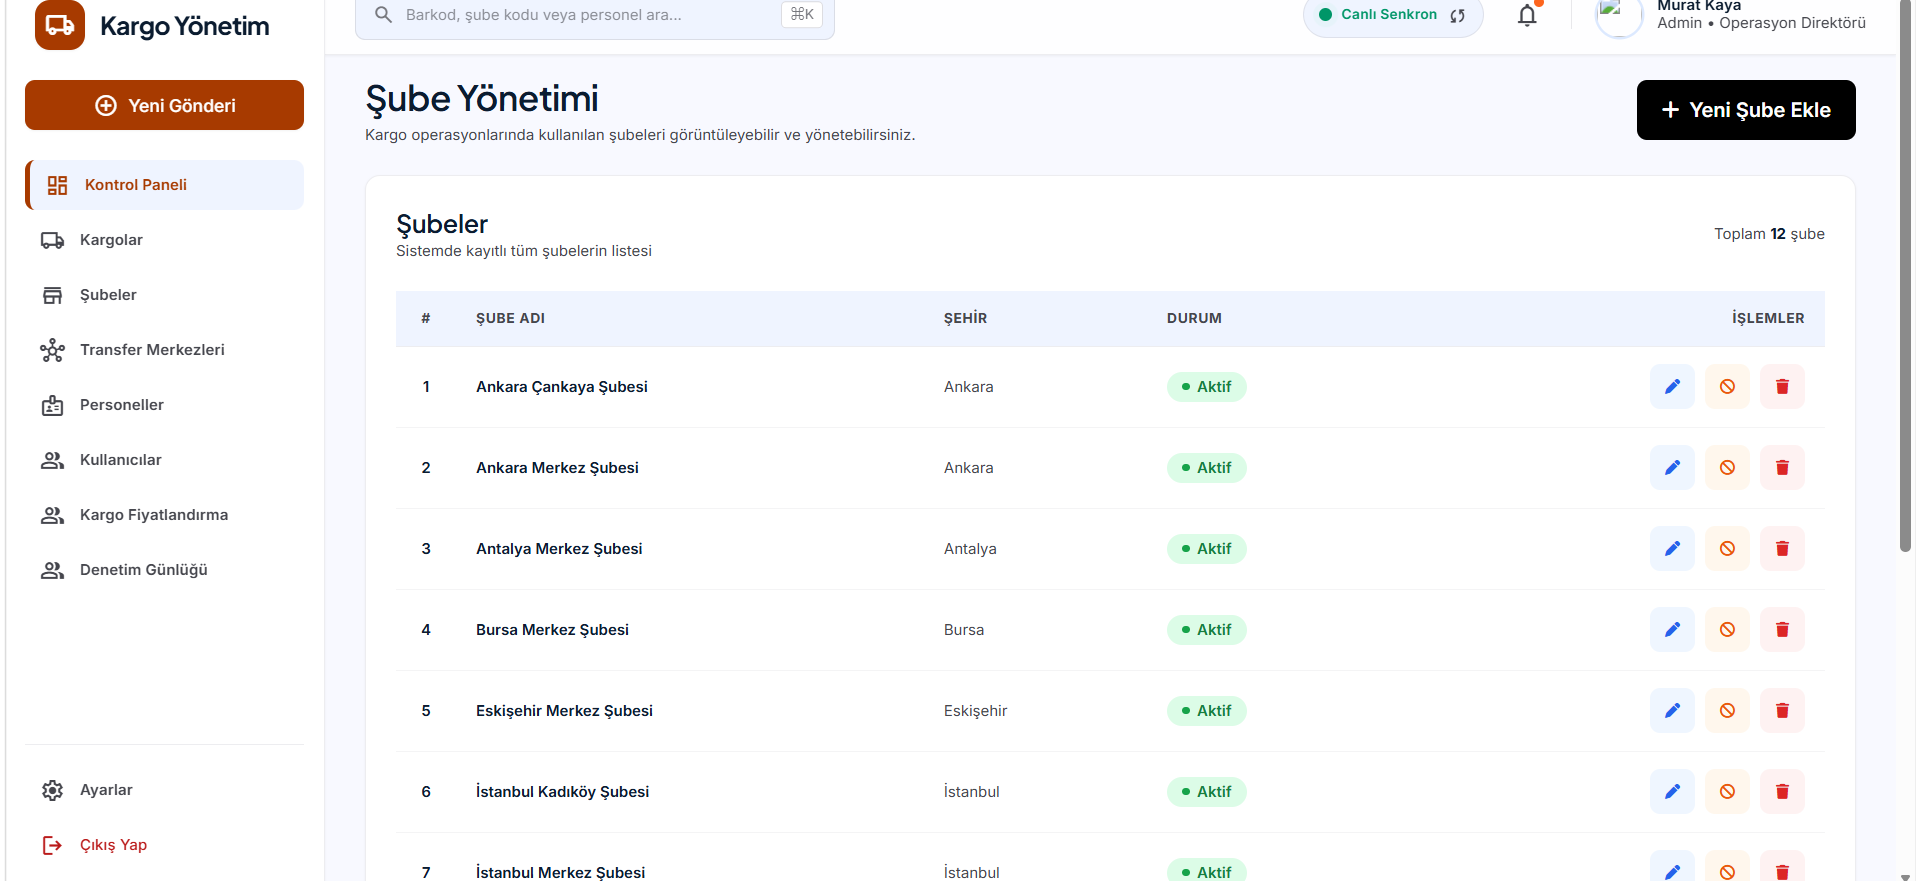 Kargo Yönetim
Barkod, şube kodu veya personel ara...
⌘K
Canlı Senkron
Murat Kaya
Admin • Operasyon Direktörü
Yeni Gönderi
Kontrol Paneli
Kargolar
Şubeler
Transfer Merkezleri
Personeller
Kullanıcılar
Kargo Fiyatlandırma
Denetim Günlüğü
Ayarlar
Çıkış Yap
Şube Yönetimi
Kargo operasyonlarında kullanılan şubeleri görüntüleyebilir ve yönetebilirsiniz.
+ Yeni Şube Ekle
Şubeler
Sistemde kayıtlı tüm şubelerin listesi
Toplam 12 şube
# ŞUBE ADI ŞEHİR DURUM İŞLEMLER
1 Ankara Çankaya Şubesi Ankara Aktif
2 Ankara Merkez Şubesi Ankara Aktif
3 Antalya Merkez Şubesi Antalya Aktif
4 Bursa Merkez Şubesi Bursa Aktif
5 Eskişehir Merkez Şubesi Eskişehir Aktif
6 İstanbul Kadıköy Şubesi İstanbul Aktif
7 İstanbul Merkez Şubesi İstanbul Aktif